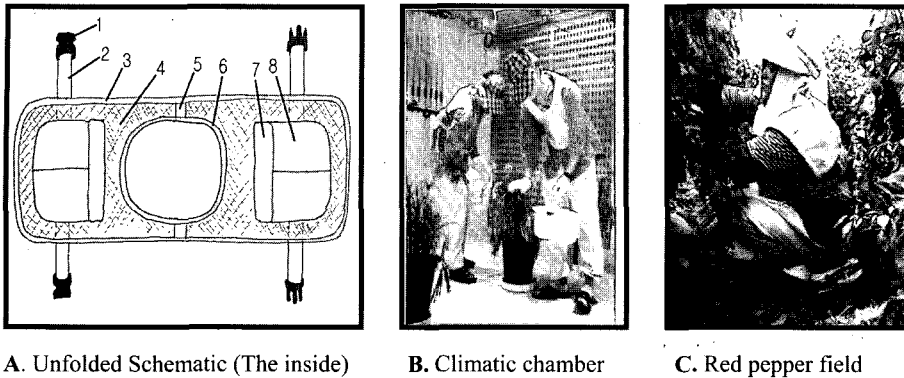 1
2
3
4
5
6
7
8
A. Unfolded Schematic (The inside)
B. Climatic chamber
C. Red pepper field